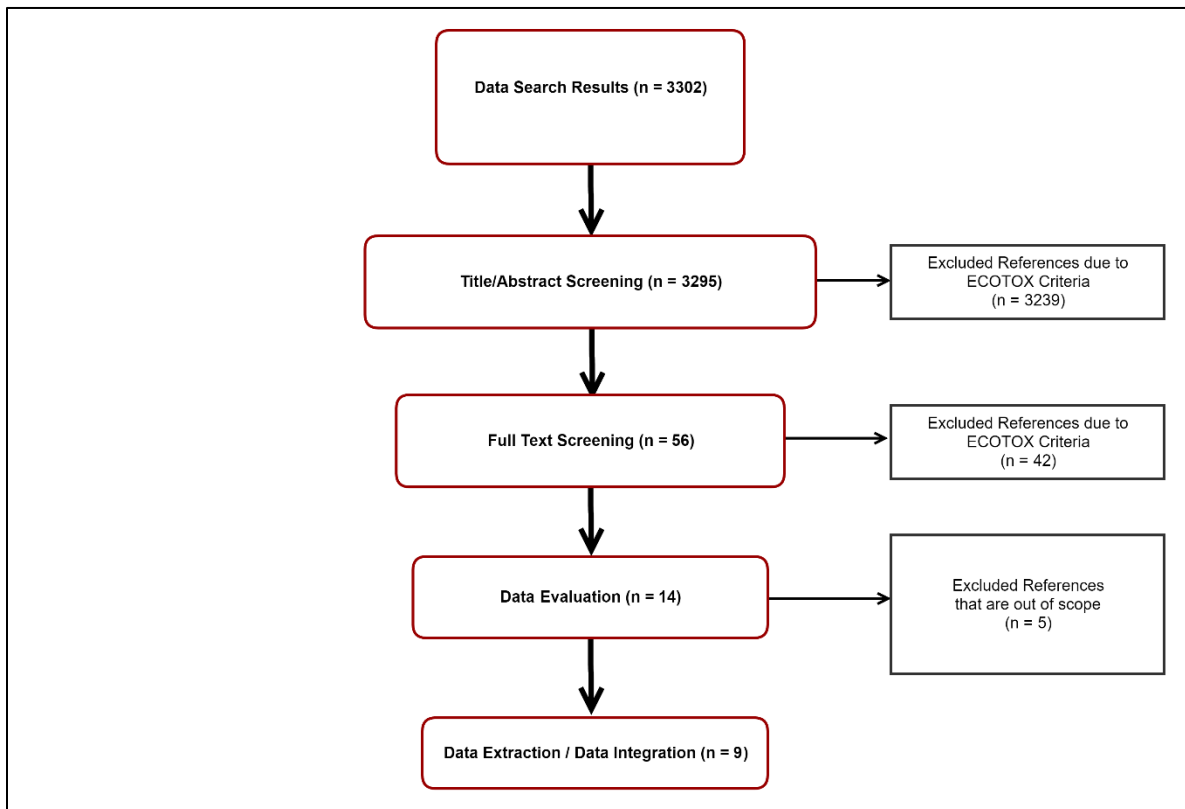 Data Search Results (n = 3302)
Title/Abstract Screening (n = 3295)
Excluded References due to
ECOTOX Criteria
(n = 3239)
Full Text Screening (n = 56)
Excluded References due to
ECOTOX Criteria
(n = 42)
Data Evaluation (n = 14)
Excluded References
that are out of scope
(n = 5)
Data Extraction / Data Integration (n = 9)